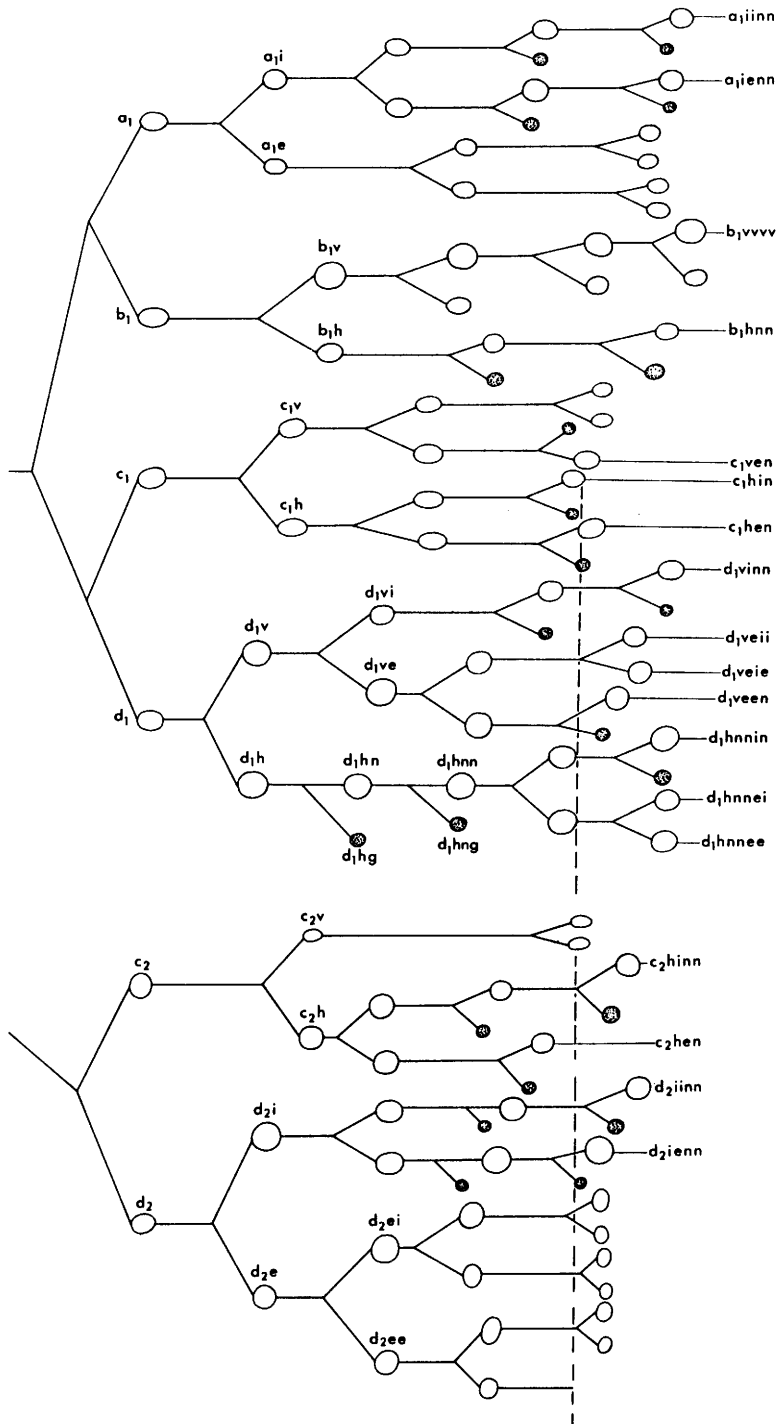 a₁iinn
a₁i
a₁ienn
a₁
a₁e
b₁vvvv
b₁v
b₁
b₁hnn
b₁h
c₁v
c₁ven
c₁
c₁hin
c₁h
c₁hen
d₁vinn
d₁vi
d₁v
d₁veii
d₁ve
d₁veie
d₁veen
d₁
d₁hnnin
d₁h
d₁hn
d₁hnn
d₁hnnei
d₁hg
d₁hng
d₁hnnee
c₂v
c₂
c₂hinn
c₂h
c₂hen
d₂iinn
d₂i
d₂ienn
d₂
d₂ei
d₂e
d₂ee